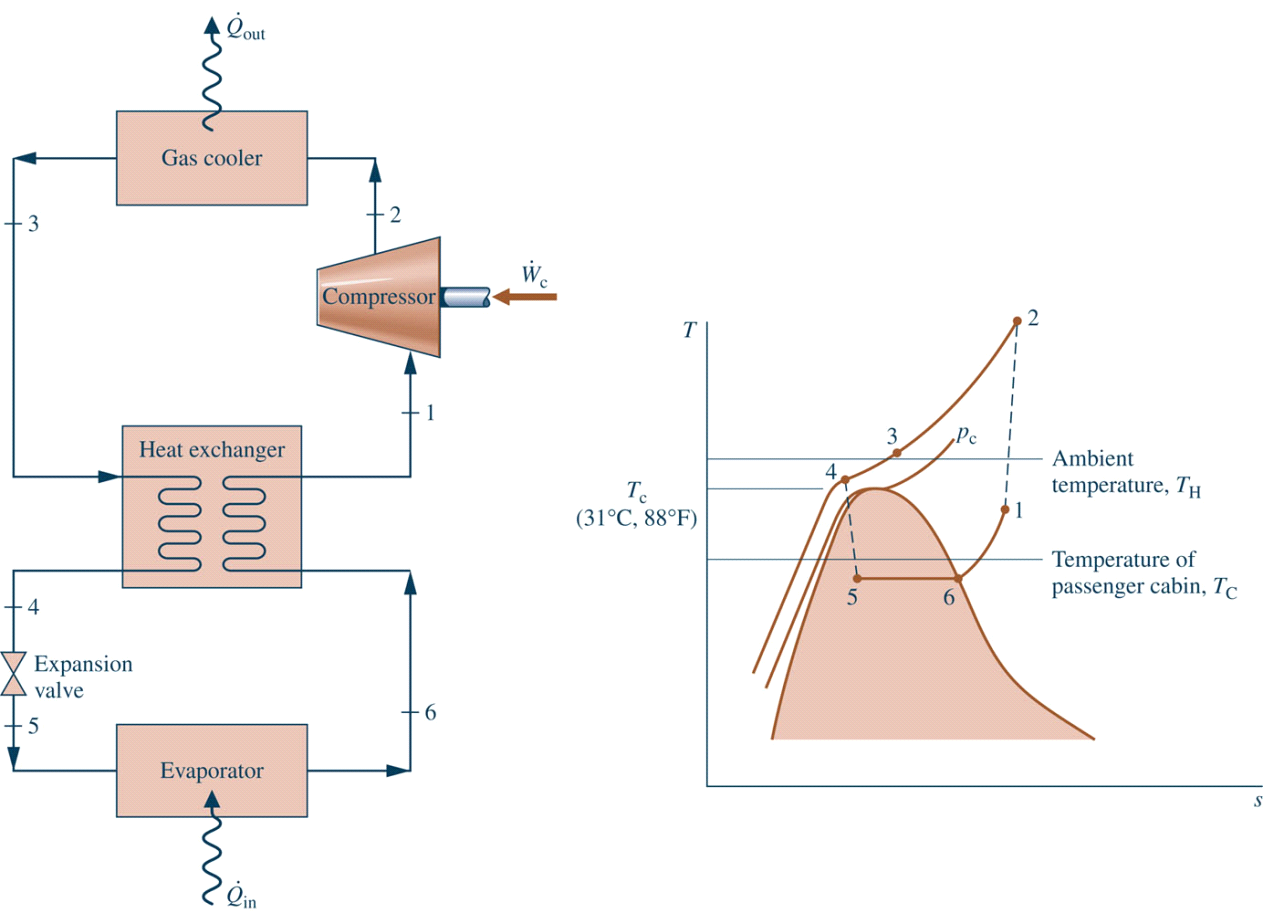 Q̇out
Gas cooler
2
3
Ẇc
Compressor
1
Heat exchanger
4
Expansion
valve
5
6
Evaporator
Q̇in
T
2
3
pc
Ambient
temperature, TH
4
Tc
(31°C, 88°F)
1
Temperature of
passenger cabin, TC
5
6
s